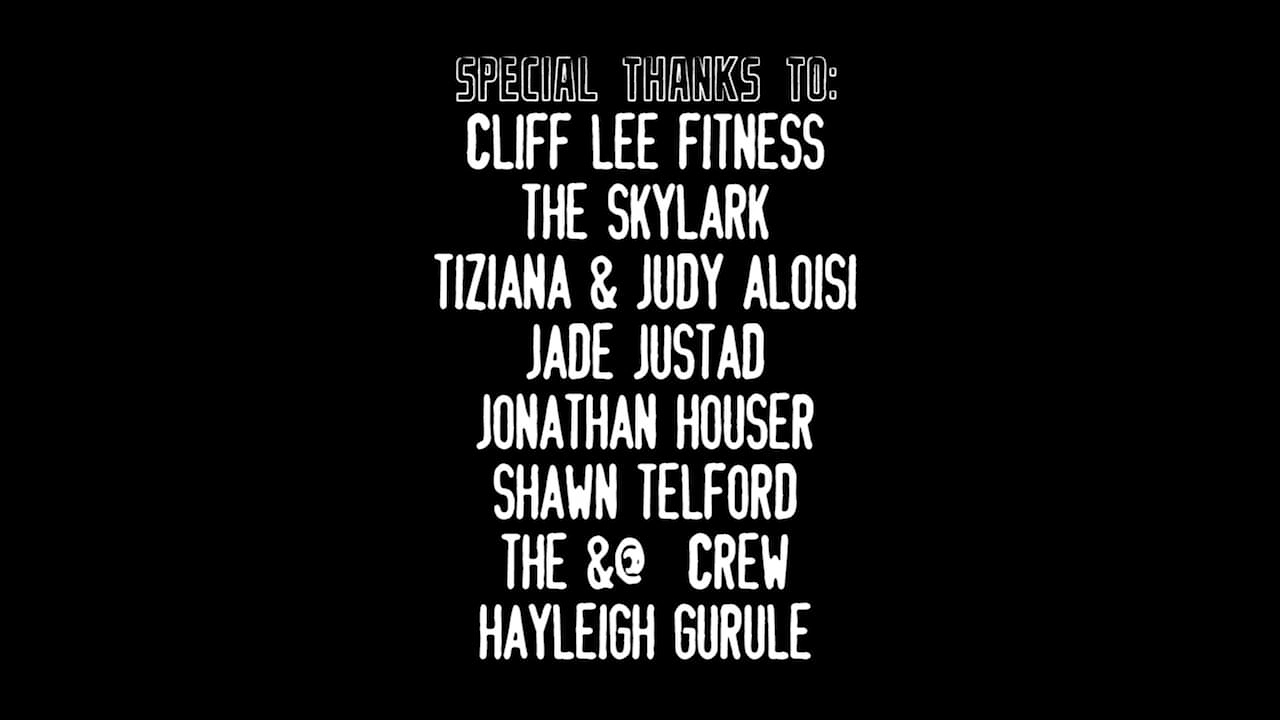 SPECIAL THANKS TO:
CLIFF LEE FITNESS
THE SKYLARK
TIZIANA & JUDY ALOISI
JADE JUSTAD
JONATHAN HOUSER
SHAWN TELFORD
THE &@ CREW
HAYLEIGH GURULE